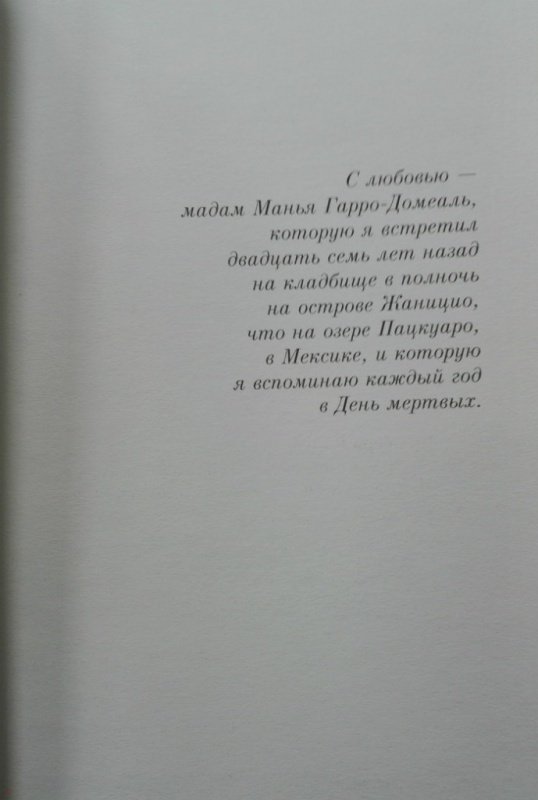 С любовью —
мадам Манья Гарро-Домеаль,
которую я встретил
двадцать семь лет назад
на кладбище в полночь
на острове Жаницио,
что на озере Пацкуаро,
в Мексике, и которую
я вспоминаю каждый год
в День мертвых.